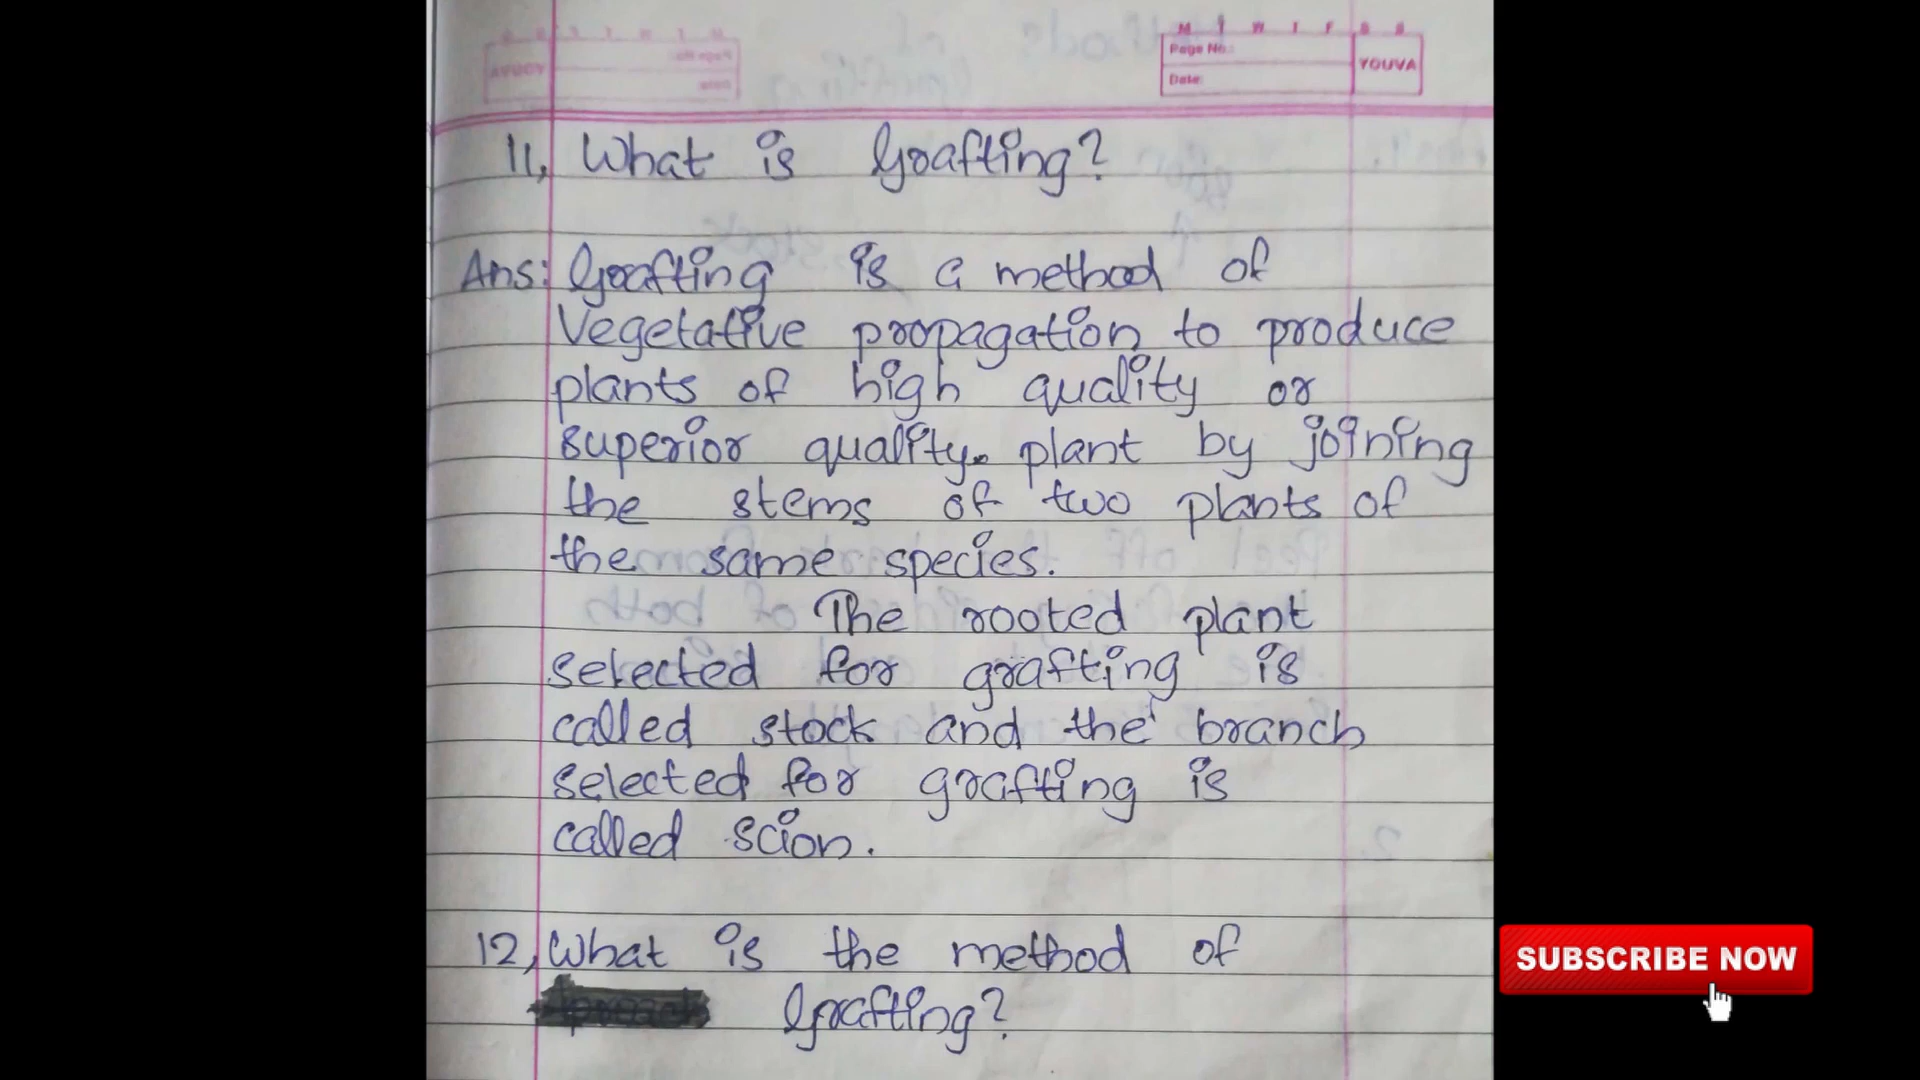 M T W T F S S
Page No.:
Date:
YOUVA
11, What is Grafting?
Ans: Grafting is a method of
Vegetative propagation to produce
plants of high quality or
superior quality. plant by joining
the stems of two plants of
the same species.
The rooted plant
selected for grafting is
called stock and the branch
selected for grafting is
called scion.
12, What is the method of
Grafting?
SUBSCRIBE NOW